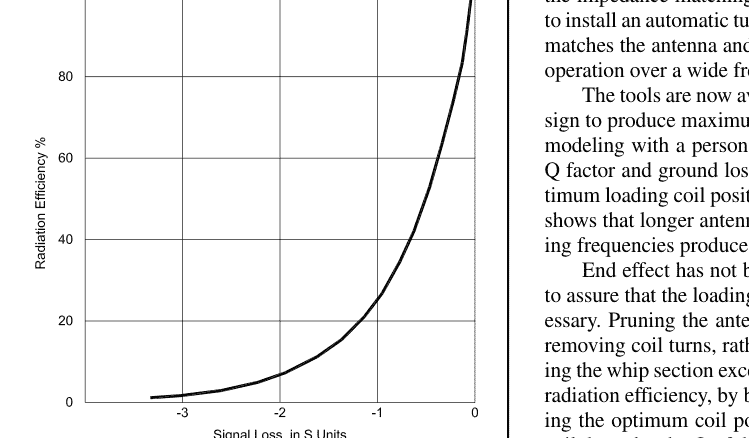 80
60
40
20
0
Radiation Efficiency %
-3 -2 -1 0
Signal Loss, in S Units
to install an automatic tu
matches the antenna and
operation over a wide fre
The tools are now av
sign to produce maximu
modeling with a person
Q factor and ground los
timum loading coil posit
shows that longer antenn
ing frequencies produce
End effect has not b
to assure that the loading
essary. Pruning the ante
removing coil turns, rath
ing the whip section exce
radiation efficiency, by b
ing the optimum coil po